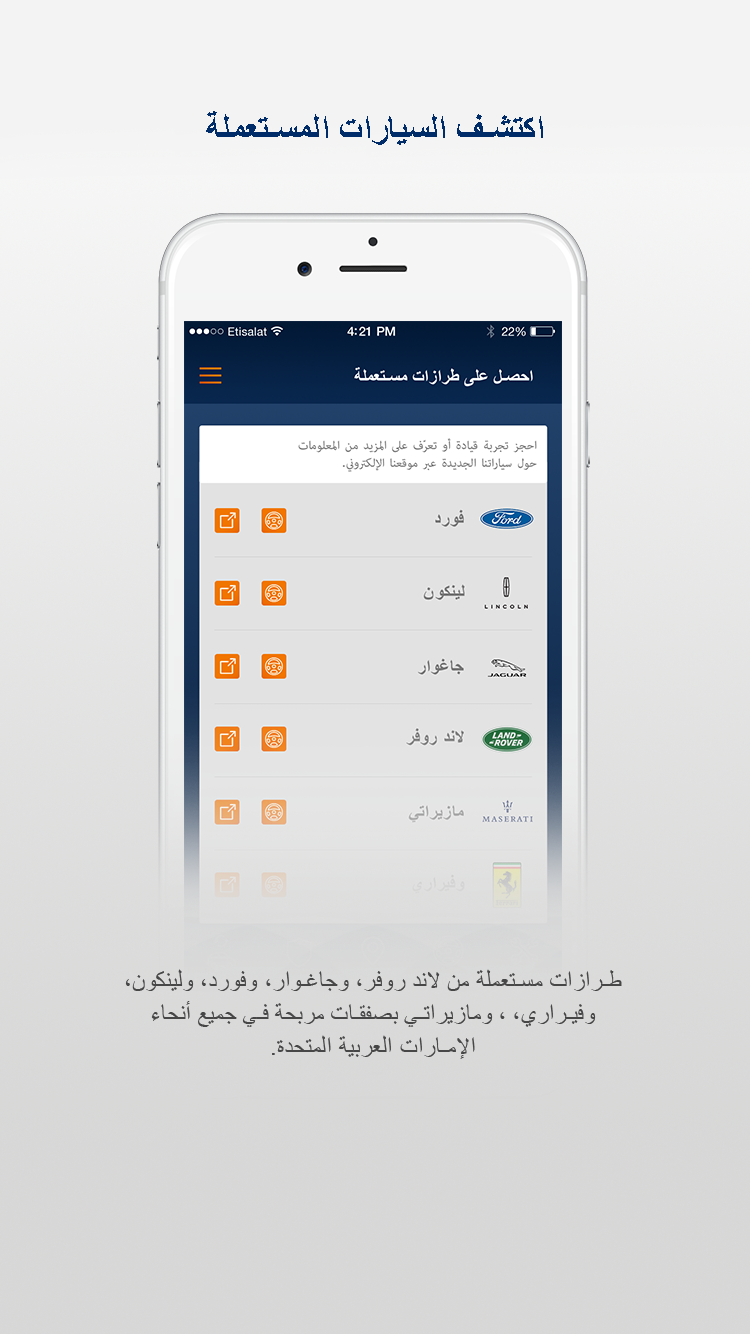 اكتشف السيارات المستعملة
Etisalat 4:21 PM 22%
احصل على طرازات مستعملة
احجز تجربة قيادة أو تعرّف على المزيد من المعلومات
حول سياراتنا الجديدة عبر موقعنا الإلكتروني.
Ford فورد
LINCOLN لينكون
JAGUAR جاغوار
LAND-
-ROVER لاند روفر
MASERATI مازيراتي
وفيراري
طرازات مستعملة من لاند روفر، وجاغوار، وفورد، ولينكون،
وفيراري، ، ومازيراتي بصفقات مربحة في جميع أنحاء
الإمارات العربية المتحدة.